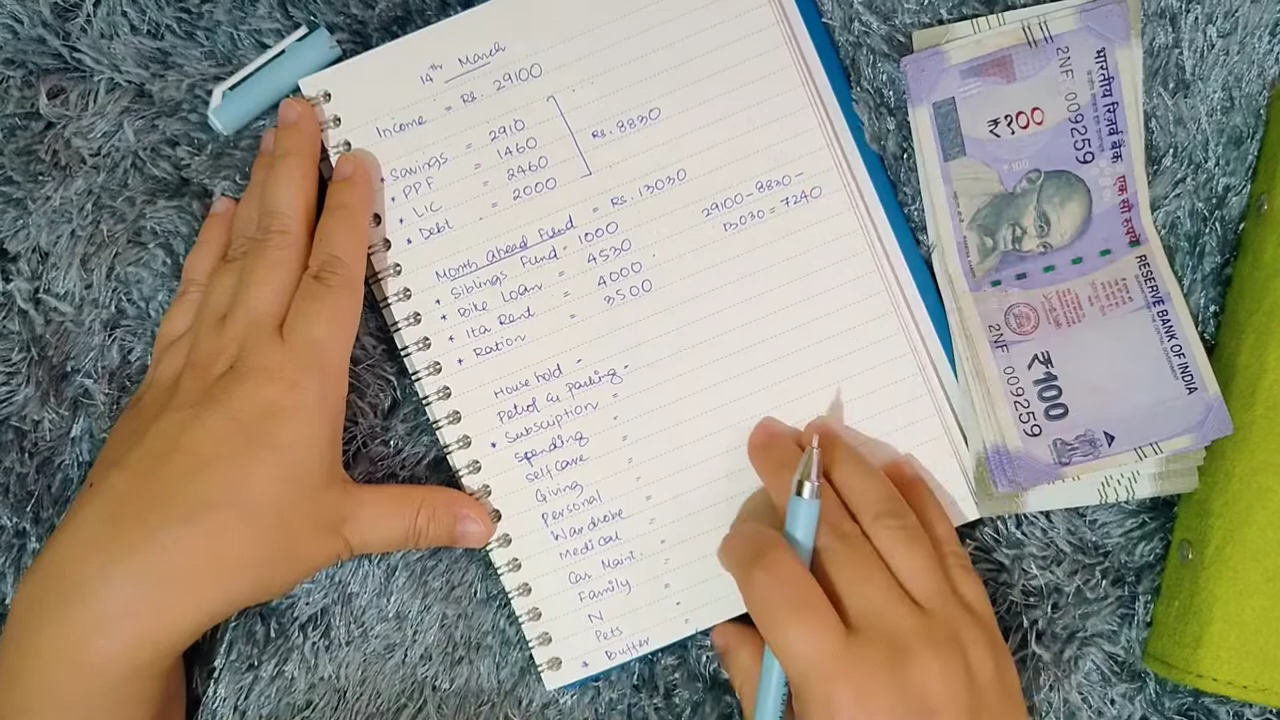 14th March
Income = Rs. 29100
* Savings = 2910
* PPF = 1460
* LIC = 2460
* Debt = 2000
Rs. 8830
Month ahead Fund = Rs. 13030
* Siblings Fund = 1000
* Bike Loan = 4530
* Ita Rent = 4000
* Ration = 3500
29100-8830-
13030 = 7240
House hold -
Petrol & parking -
* Subscription =
spending
self care
Giving
personal
Wardrobe
Medical
Car Maint.
Family
N
Pets
* Buffer
भारतीय रिज़र्व बैंक
एक सौ रुपये
₹१००
2NF 009259
RESERVE BANK OF INDIA
₹100
2NF 009259